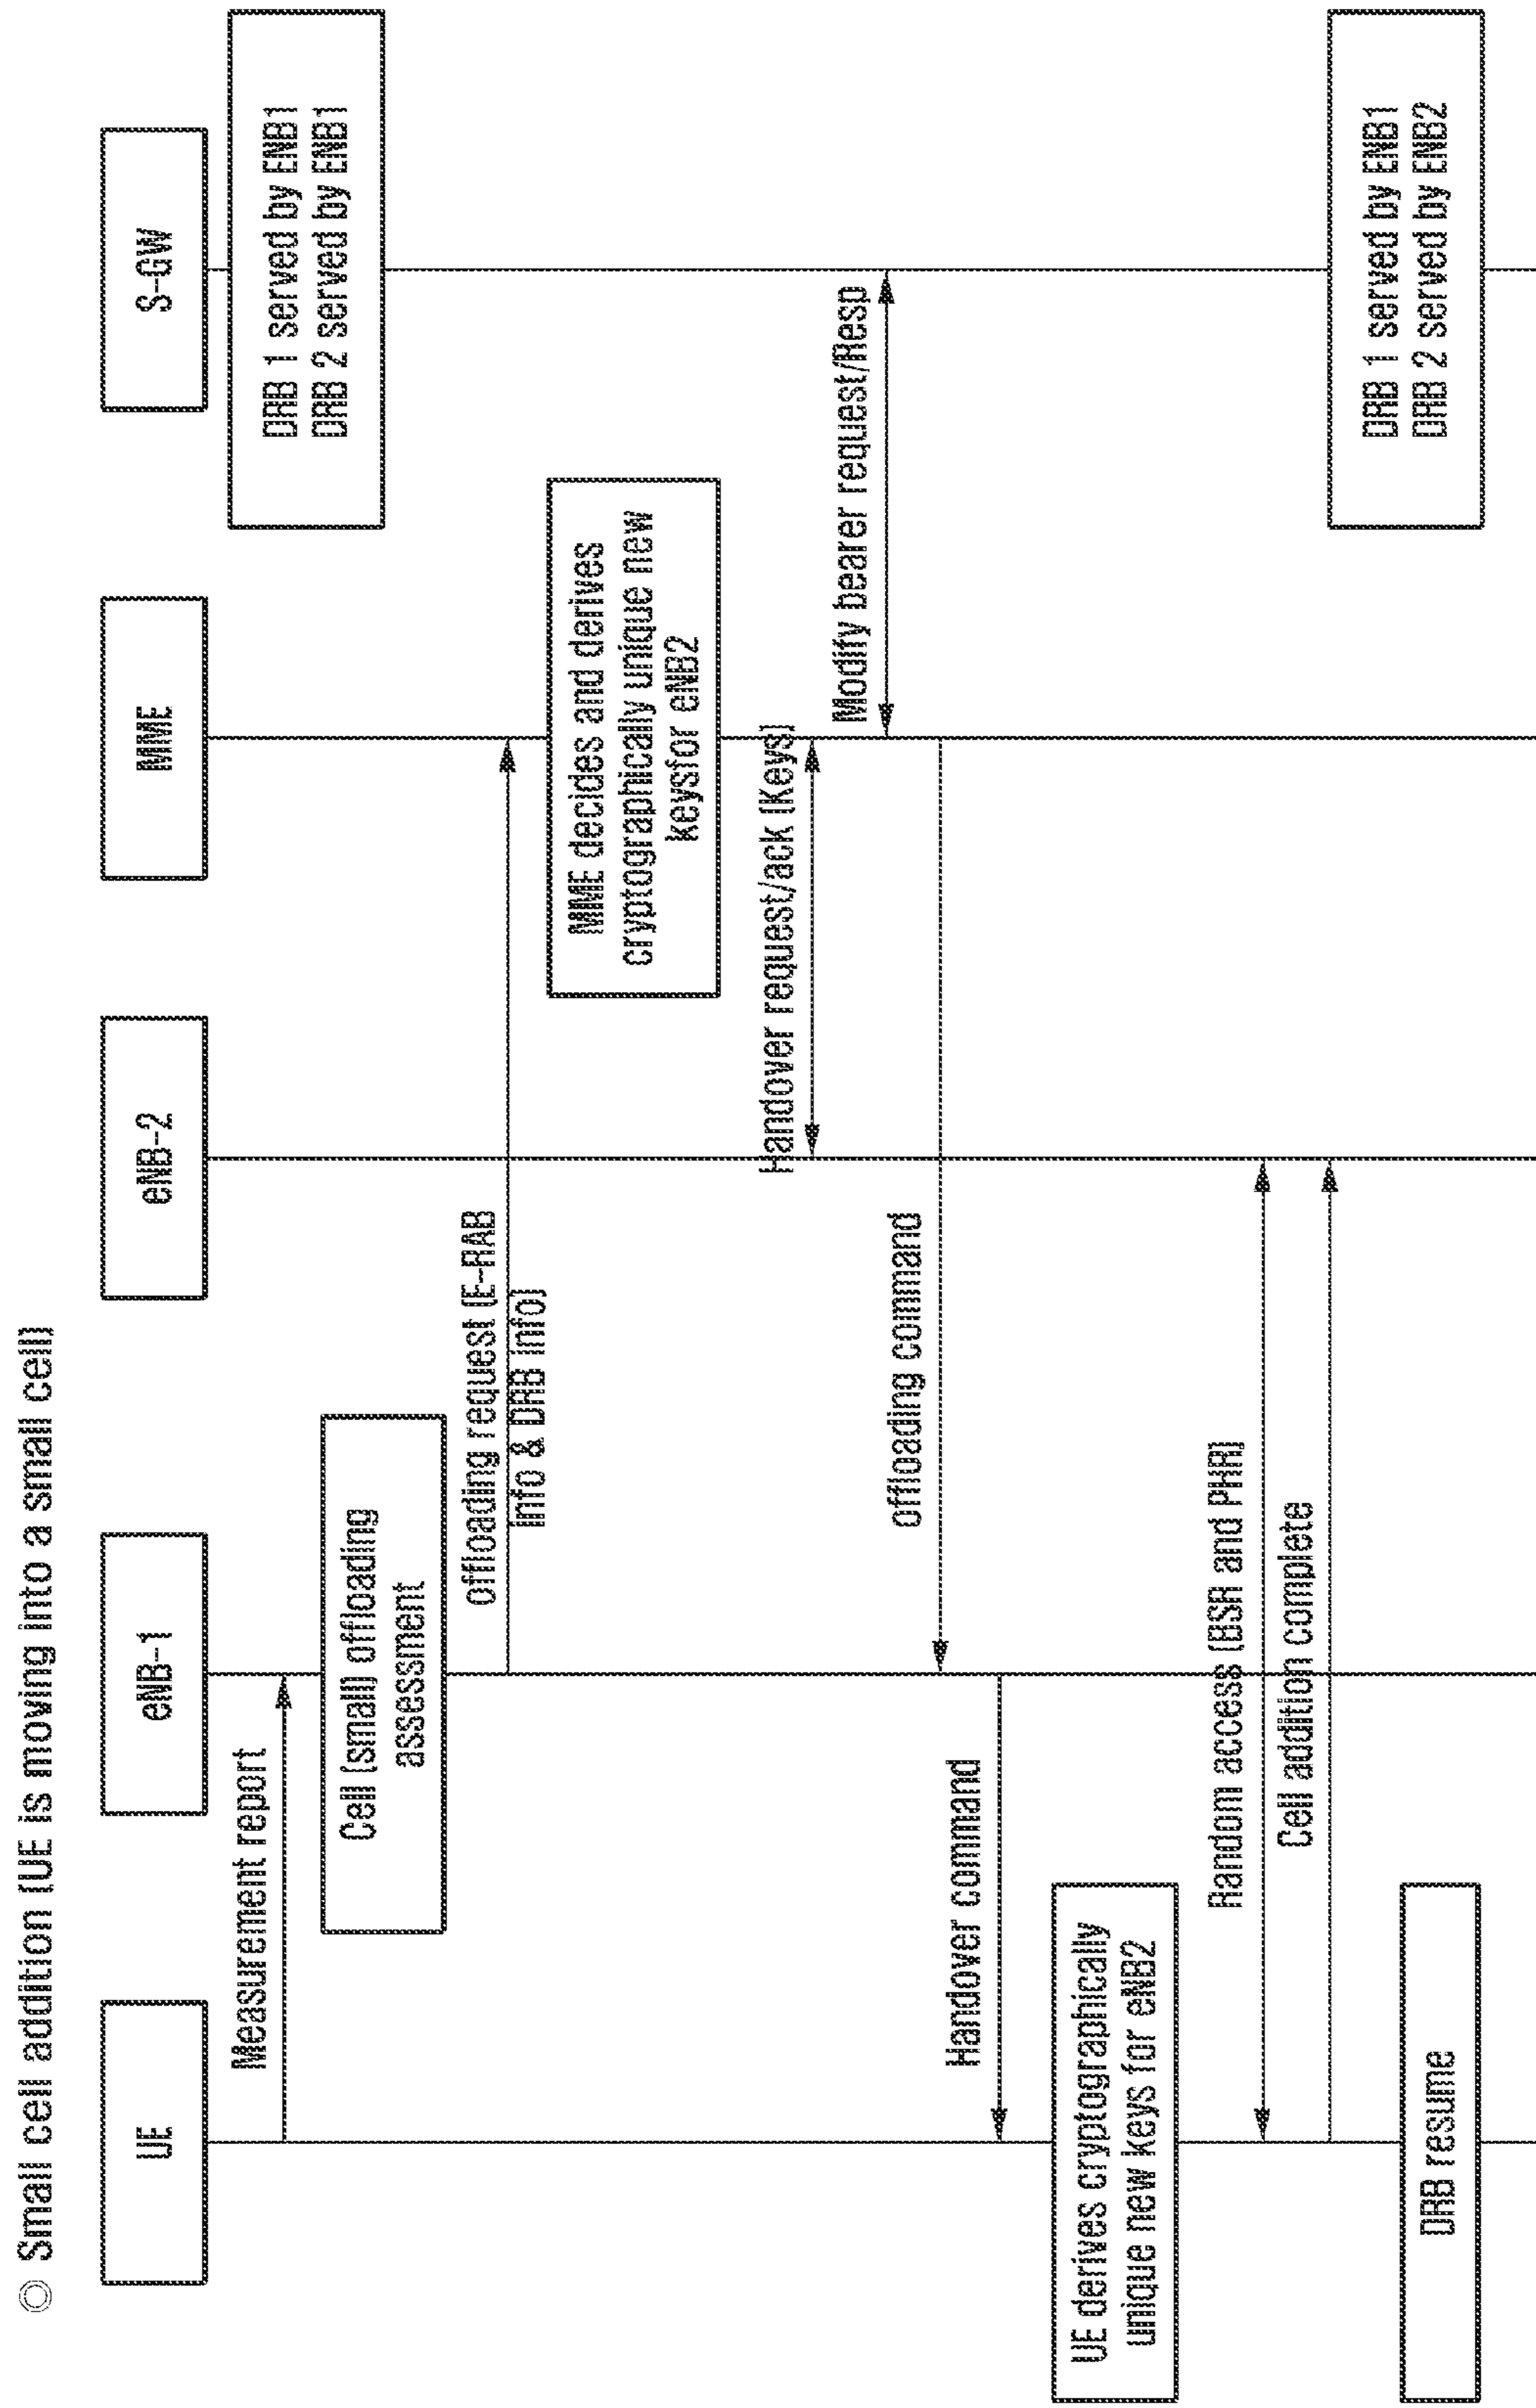 ◎ Small cell addition (UE is moving into a small cell)
UE
eNB-1
eNB-2
MME
S-GW
DRB 1 served by ENB1
DRB 2 served by ENB1
Measurement report
Cell (small) offloading
assessment
offloading request (E-RAB
info & DRB info)
MME decides and derives
cryptographically unique new
keysfor eNB2
Handover request/ack (Keys)
Modify bearer request/Resp
offloading command
Handover command
UE derives cryptographically
unique new keys for eNB2
Random access (BSR and PHR)
Cell addition complete
DRB 1 served by ENB1
DRB 2 served by ENB2
DRB resume